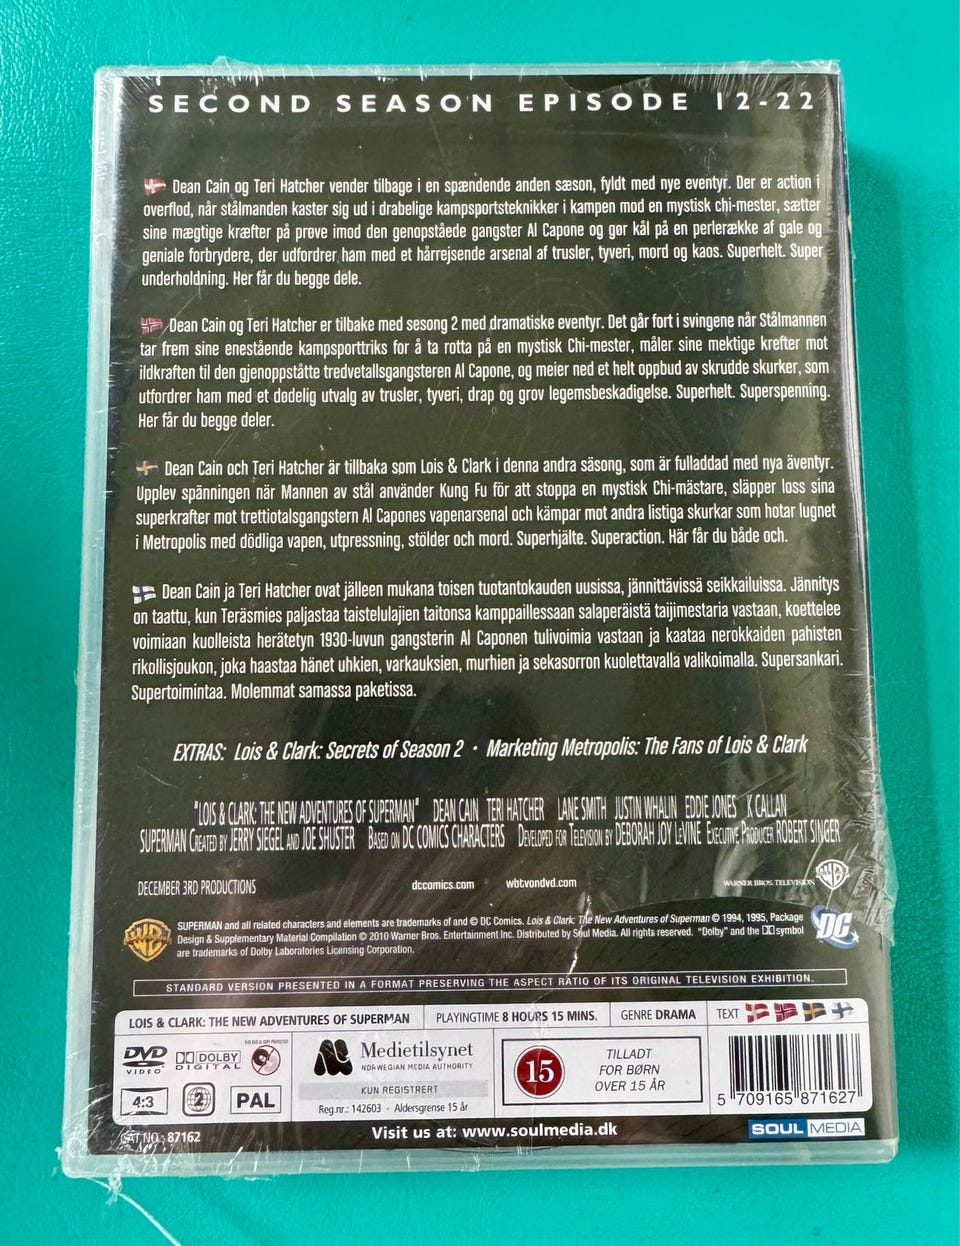 SECOND SEASON EPISODE 12-22
Dean Cain og Teri Hatcher vender tilbage i en spændende anden sæson, fyldt med nye eventyr. Der er action i
overflod, når stålmanden kaster sig ud i drabelige kampsportsteknikker i kampen mod en mystisk chi-mester, sætter
sine mægtige kræfter på prove imod den genopståede gangster Al Capone og gør kål på en perlerække af gale og
geniale forbrydere, der udfordrer ham med et hårrejsende arsenal af trusler, tyveri, mord og kaos. Superhelt. Super
underholdning. Her får du begge dele.
Dean Cain og Teri Hatcher er tilbake med sesong 2 med dramatiske eventyr. Det går fort i svingene når Stålmannen
tar frem sine enestående kampsporttriks for å ta rotta på en mystisk Chi-mester, måler sine mektige krefter mot
ildkraften til den gjenoppståtte tredvetallsgangsteren Al Capone, og meier ned et helt oppbud av skrudde skurker, som
utfordrer ham med et dødelig utvalg av trusler, tyveri, drap og grov legemsbeskadigelse. Superhelt. Superspenning.
Her får du begge deler.
Dean Cain och Teri Hatcher är tillbaka som Lois & Clark i denna andra säsong, som är fulladdad med nya äventyr.
Upplev spänningen när Mannen av stål använder Kung Fu för att stoppa en mystisk Chi-mästare, släpper loss sina
superkrafter mot trettiotalsgangstern Al Capones vapenarsenal och kämpar mot andra listiga skurkar som hotar lugnet
i Metropolis med dödliga vapen, utpressning, stölder och mord. Superhjälte. Superaction. Här får du både och.
Dean Cain ja Teri Hatcher ovat jälleen mukana toisen tuotantokauden uusissa, jännittävissä seikkailuissa. Jännitys
on taattu, kun Teräsmies paljastaa taistelulajien taitonsa kamppaillessaan salaperäistä taijimestaria vastaan, koettelee
voimiaan kuolleista herätetyn 1930-luvun gangsterin Al Caponen tulivoimia vastaan ja kaataa nerokkaiden pahisten
rikollisjoukon, joka haastaa hänet uhkien, varkauksien, murhien ja sekasorron kuolettavalla valikoimalla. Supersankari.
Supertoimintaa. Molemmat samassa paketissa.
EXTRAS: Lois & Clark: Secrets of Season 2 • Marketing Metropolis: The Fans of Lois & Clark
"LOIS & CLARK: THE NEW ADVENTURES OF SUPERMAN" DEAN CAIN TERI HATCHER LANE SMITH JUSTIN WHALIN EDDIE JONES K CALLAN
SUPERMAN CREATED BY JERRY SIEGEL AND JOE SHUSTER BASED ON DC COMICS CHARACTERS DEVELOPED FOR TELEVISION BY DEBORAH JOY LeVINE EXECUTIVE PRODUCER ROBERT SINGER
DECEMBER 3RD PRODUCTIONS dccomics.com wbtvondvd.com WARNER BROS. TELEVISION
SUPERMAN and all related characters and elements are trademarks of and © DC Comics. Lois & Clark: The New Adventures of Superman © 1994, 1995, Package
Design & Supplementary Material Compilation © 2010 Warner Bros. Entertainment Inc. Distributed by Soul Media. All rights reserved. "Dolby" and the DD symbol
are trademarks of Dolby Laboratories Licensing Corporation.
DC
STANDARD VERSION PRESENTED IN A FORMAT PRESERVING THE ASPECT RATIO OF ITS ORIGINAL TELEVISION EXHIBITION.
LOIS & CLARK: THE NEW ADVENTURES OF SUPERMAN PLAYINGTIME 8 HOURS 15 MINS. GENRE DRAMA TEXT
DVD VIDEO
DOLBY DIGITAL
4:3 2 PAL
Medietilsynet
NORWEGIAN MEDIA AUTHORITY
KUN REGISTRERT
Reg.nr.: 142603 • Aldersgrense 15 år
15
TILLADT
FOR BØRN
OVER 15 ÅR
5 709165 871627
CAT NO.: 87162
Visit us at: www.soulmedia.dk
SOUL MEDIA